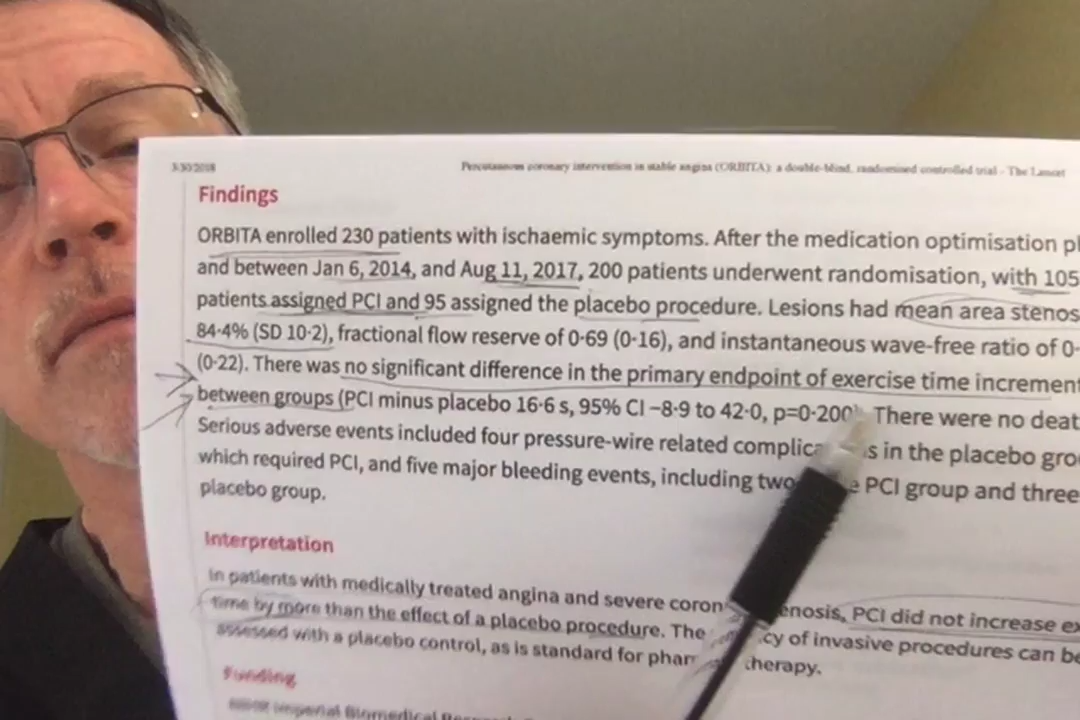 3/30/2018 Percutaneous coronary intervention in stable angina (ORBITA): a double-blind, randomised controlled trial - The Lancet
Findings
ORBITA enrolled 230 patients with ischaemic symptoms. After the medication optimisation
and between Jan 6, 2014, and Aug 11, 2017, 200 patients underwent randomisation, with 105
patients assigned PCI and 95 assigned the placebo procedure. Lesions had mean area stenos
84·4% (SD 10·2), fractional flow reserve of 0·69 (0·16), and instantaneous wave-free ratio of 0·
(0·22). There was no significant difference in the primary endpoint of exercise time increment
between groups (PCI minus placebo 16·6 s, 95% CI −8·9 to 42·0, p=0·200). There were no deat
Serious adverse events included four pressure-wire related complica s in the placebo gro
which required PCI, and five major bleeding events, including two PCI group and three
placebo group.
Interpretation
In patients with medically treated angina and severe coron enosis, PCI did not increase ex
time by more than the effect of a placebo procedure. The cy of invasive procedures can be
assessed with a placebo control, as is standard for phar therapy.
Funding
Imperial Biomedical